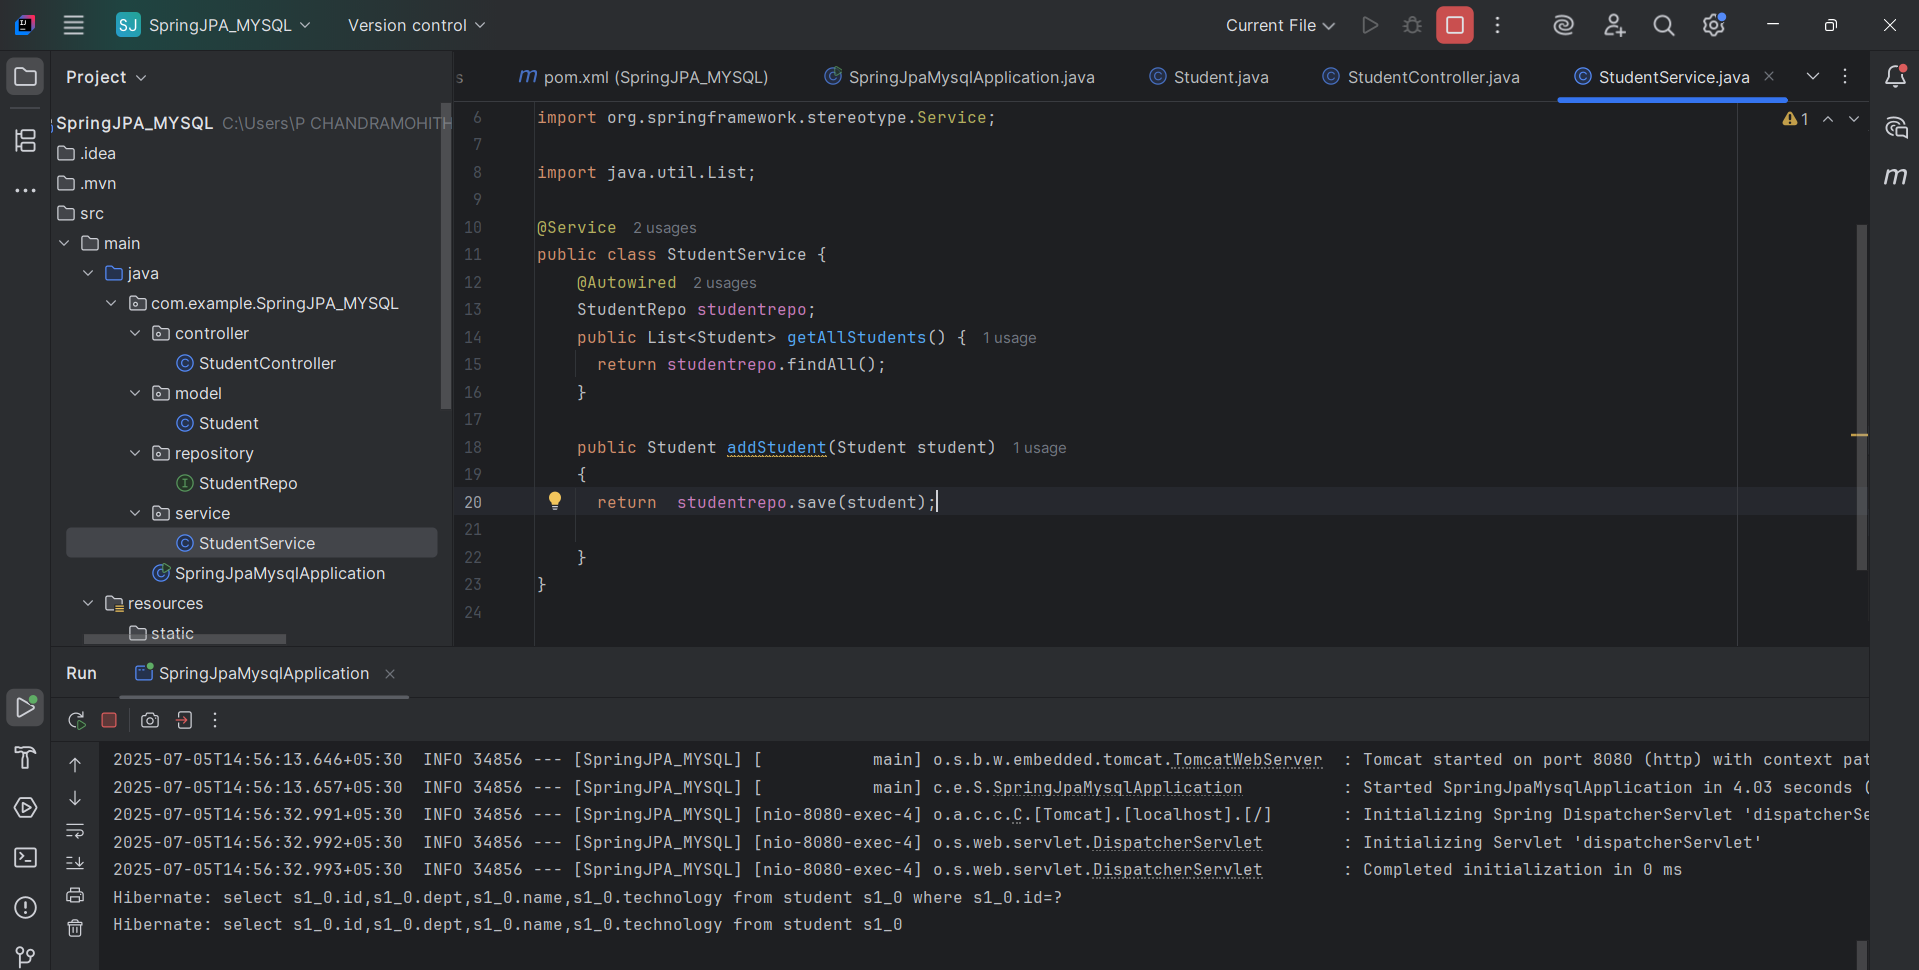 SJ SpringJPA_MYSQL Version control Current File
Project
s
pom.xml (SpringJPA_MYSQL)
SpringJpaMysqlApplication.java
Student.java
StudentController.java
StudentService.java
SpringJPA_MYSQL C:\Users\P CHANDRAMOHITH
.idea
.mvn
src
main
java
com.example.SpringJPA_MYSQL
controller
StudentController
model
Student
repository
StudentRepo
service
StudentService
SpringJpaMysqlApplication
resources
static
1
6 import org.springframework.stereotype.Service;
7
8 import java.util.List;
9
10 @Service 2 usages
11 public class StudentService {
12 @Autowired 2 usages
13 StudentRepo studentrepo;
14 public List<Student> getAllStudents() { 1 usage
15 return studentrepo.findAll();
16 }
17
18 public Student addStudent(Student student) 1 usage
19 {
20 return  studentrepo.save(student);
21
22 }
23 }
24
Run SpringJpaMysqlApplication
2025-07-05T14:56:13.646+05:30  INFO 34856 --- [SpringJPA_MYSQL] [           main] o.s.b.w.embedded.tomcat.TomcatWebServer  : Tomcat started on port 8080 (http) with context pat
2025-07-05T14:56:13.657+05:30  INFO 34856 --- [SpringJPA_MYSQL] [           main] c.e.S.SpringJpaMysqlApplication          : Started SpringJpaMysqlApplication in 4.03 seconds (
2025-07-05T14:56:32.991+05:30  INFO 34856 --- [SpringJPA_MYSQL] [nio-8080-exec-4] o.a.c.c.C.[Tomcat].[localhost].[/]       : Initializing Spring DispatcherServlet 'dispatcherSe
2025-07-05T14:56:32.992+05:30  INFO 34856 --- [SpringJPA_MYSQL] [nio-8080-exec-4] o.s.web.servlet.DispatcherServlet        : Initializing Servlet 'dispatcherServlet'
2025-07-05T14:56:32.993+05:30  INFO 34856 --- [SpringJPA_MYSQL] [nio-8080-exec-4] o.s.web.servlet.DispatcherServlet        : Completed initialization in 0 ms
Hibernate: select s1_0.id,s1_0.dept,s1_0.name,s1_0.technology from student s1_0 where s1_0.id=?
Hibernate: select s1_0.id,s1_0.dept,s1_0.name,s1_0.technology from student s1_0